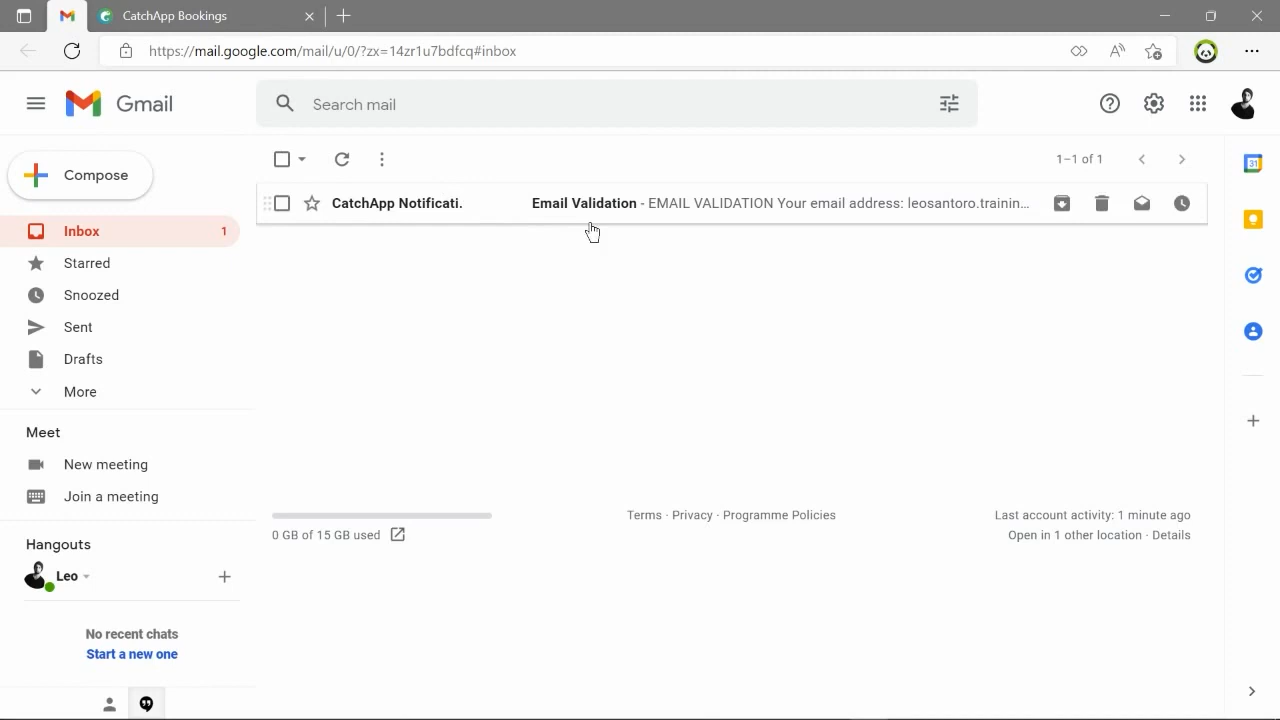 CatchApp Bookings
https://mail.google.com/mail/u/0/?zx=14zr1u7bdfcq#inbox
Gmail
Search mail
Compose
1–1 of 1
CatchApp Notificati. Email Validation - EMAIL VALIDATION Your email address: leosantoro.trainin...
Inbox 1
Starred
Snoozed
Sent
Drafts
More
Meet
New meeting
Join a meeting
Terms · Privacy · Programme Policies
Last account activity: 1 minute ago
0 GB of 15 GB used
Open in 1 other location · Details
Hangouts
Leo
No recent chats
Start a new one
31